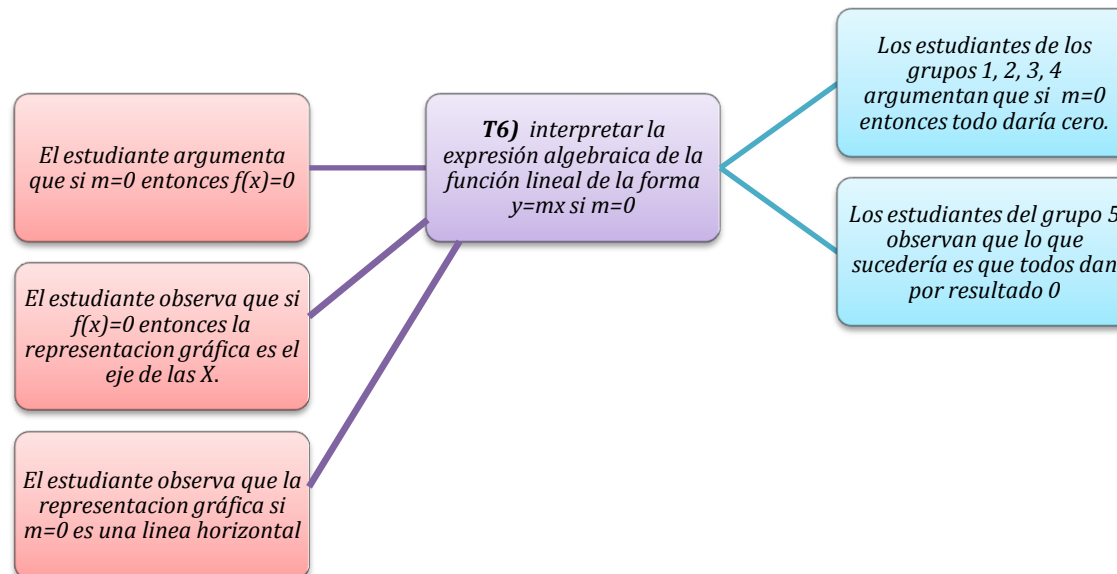 El estudiante argumenta
que si m=0 entonces f(x)=0
El estudiante observa que si
f(x)=0 entonces la
representacion gráfica es el
eje de las X.
El estudiante observa que la
representacion gráfica si
m=0 es una linea horizontal
T6) interpretar la
expresión algebraica de la
función lineal de la forma
y=mx si m=0
Los estudiantes de los
grupos 1, 2, 3, 4
argumentan que si m=0
entonces todo daría cero.
Los estudiantes del grupo 5
observan que lo que
sucedería es que todos dan
por resultado 0